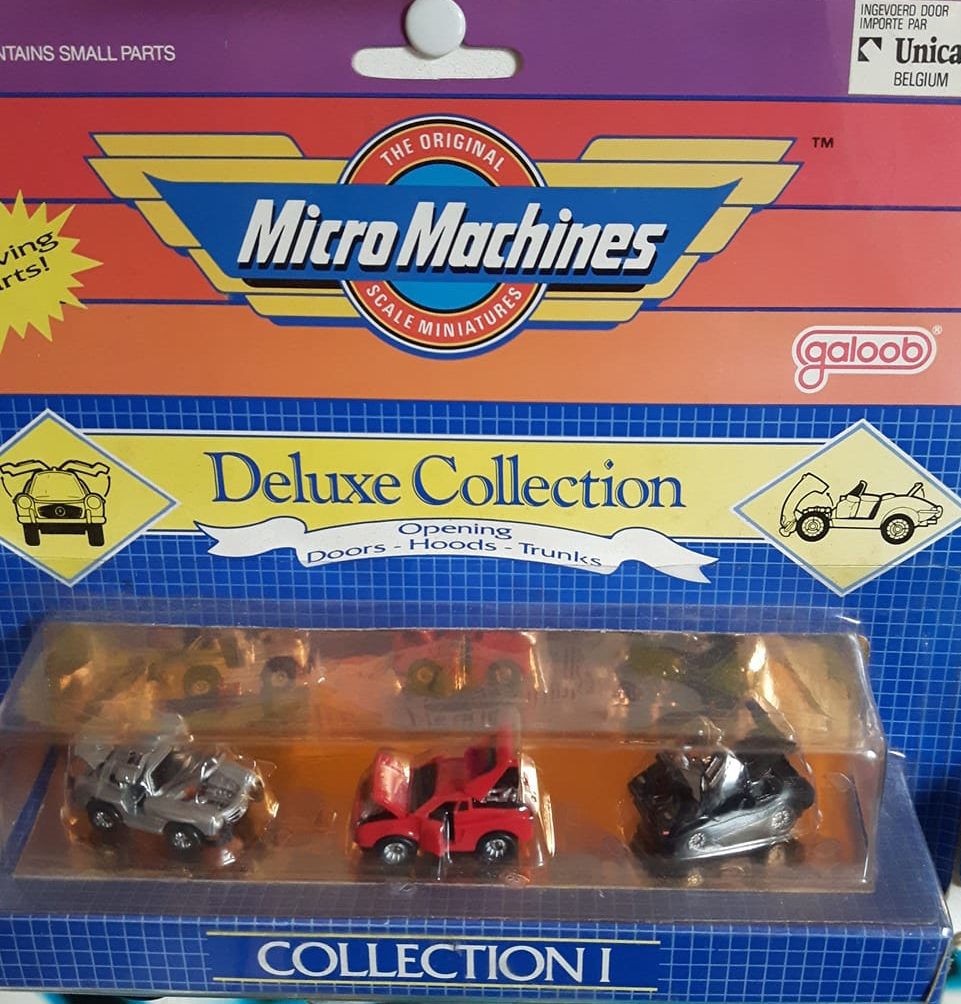 NTAINS SMALL PARTS
INGEVOERD DOOR
IMPORTE PAR
Unica
BELGIUM
THE ORIGINAL
TM
Micro Machines
SCALE MINIATURES
ving
rts!
galoob®
Deluxe Collection
Opening
Doors - Hoods - Trunks
COLLECTION I